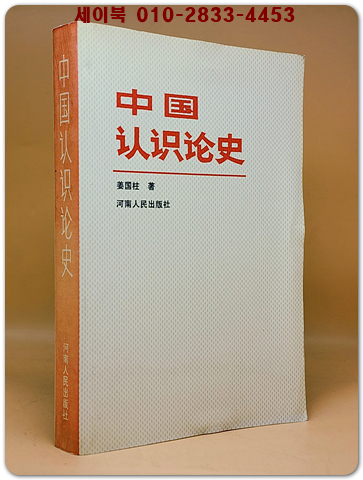 세이북 010-2833-4453
中国
认识论史
姜国柱 著
河南人民出版社
中国认识论史
河南人民出版社